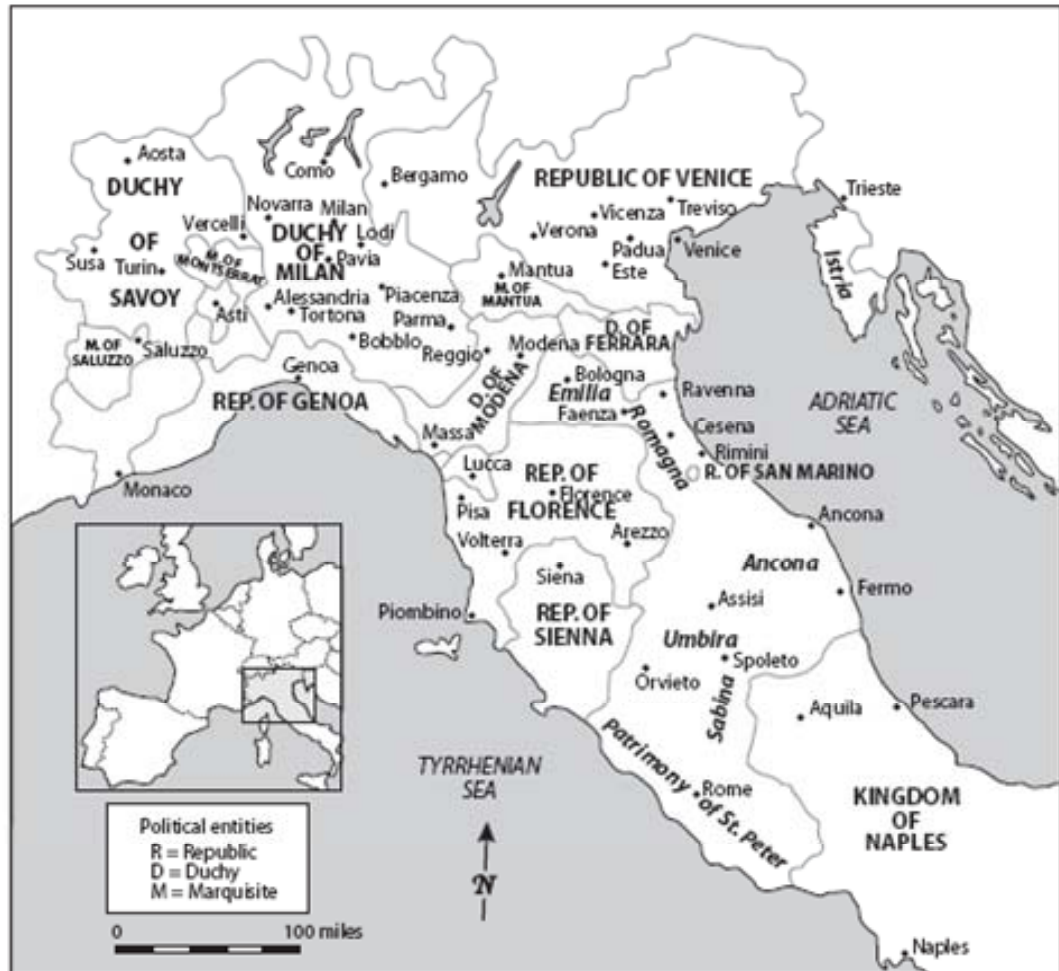 Aosta
DUCHY
OF
SAVOY
Susa
Turin
Vercelli
M. OF
MONTSERRAT
Asti
M. OF
SALUZZO
Saluzzo
Como
Novarra
Milan
Lodi
DUCHY
OF
MILAN
Pavia
Alessandria
Tortona
Piacenza
Parma
Bobblo
Reggio
Bergamo
REPUBLIC OF VENICE
Vicenza
Treviso
Verona
Padua
Este
Venice
Mantua
M. OF
MANTUA
Trieste
Istria
D. OF
FERRARA
Modena
D. OF
MODENA
Genoa
REP. OF GENOA
Monaco
Massa
Lucca
Pisa
Bologna
Emilia
Faenza
Romagna
Ravenna
Cesena
Rimini
R. OF SAN MARINO
ADRIATIC
SEA
REP. OF
FLORENCE
Florence
Volterra
Arezzo
Siena
REP. OF
SIENNA
Piombino
Ancona
Ancona
Fermo
Assisi
Umbira
Spoleto
Orvieto
Sabina
Aquila
Pescara
Patrimony of St. Peter
Rome
KINGDOM
OF
NAPLES
Naples
TYRRHENIAN
SEA
N
Political entities
R = Republic
D = Duchy
M = Marquisite
0 100 miles